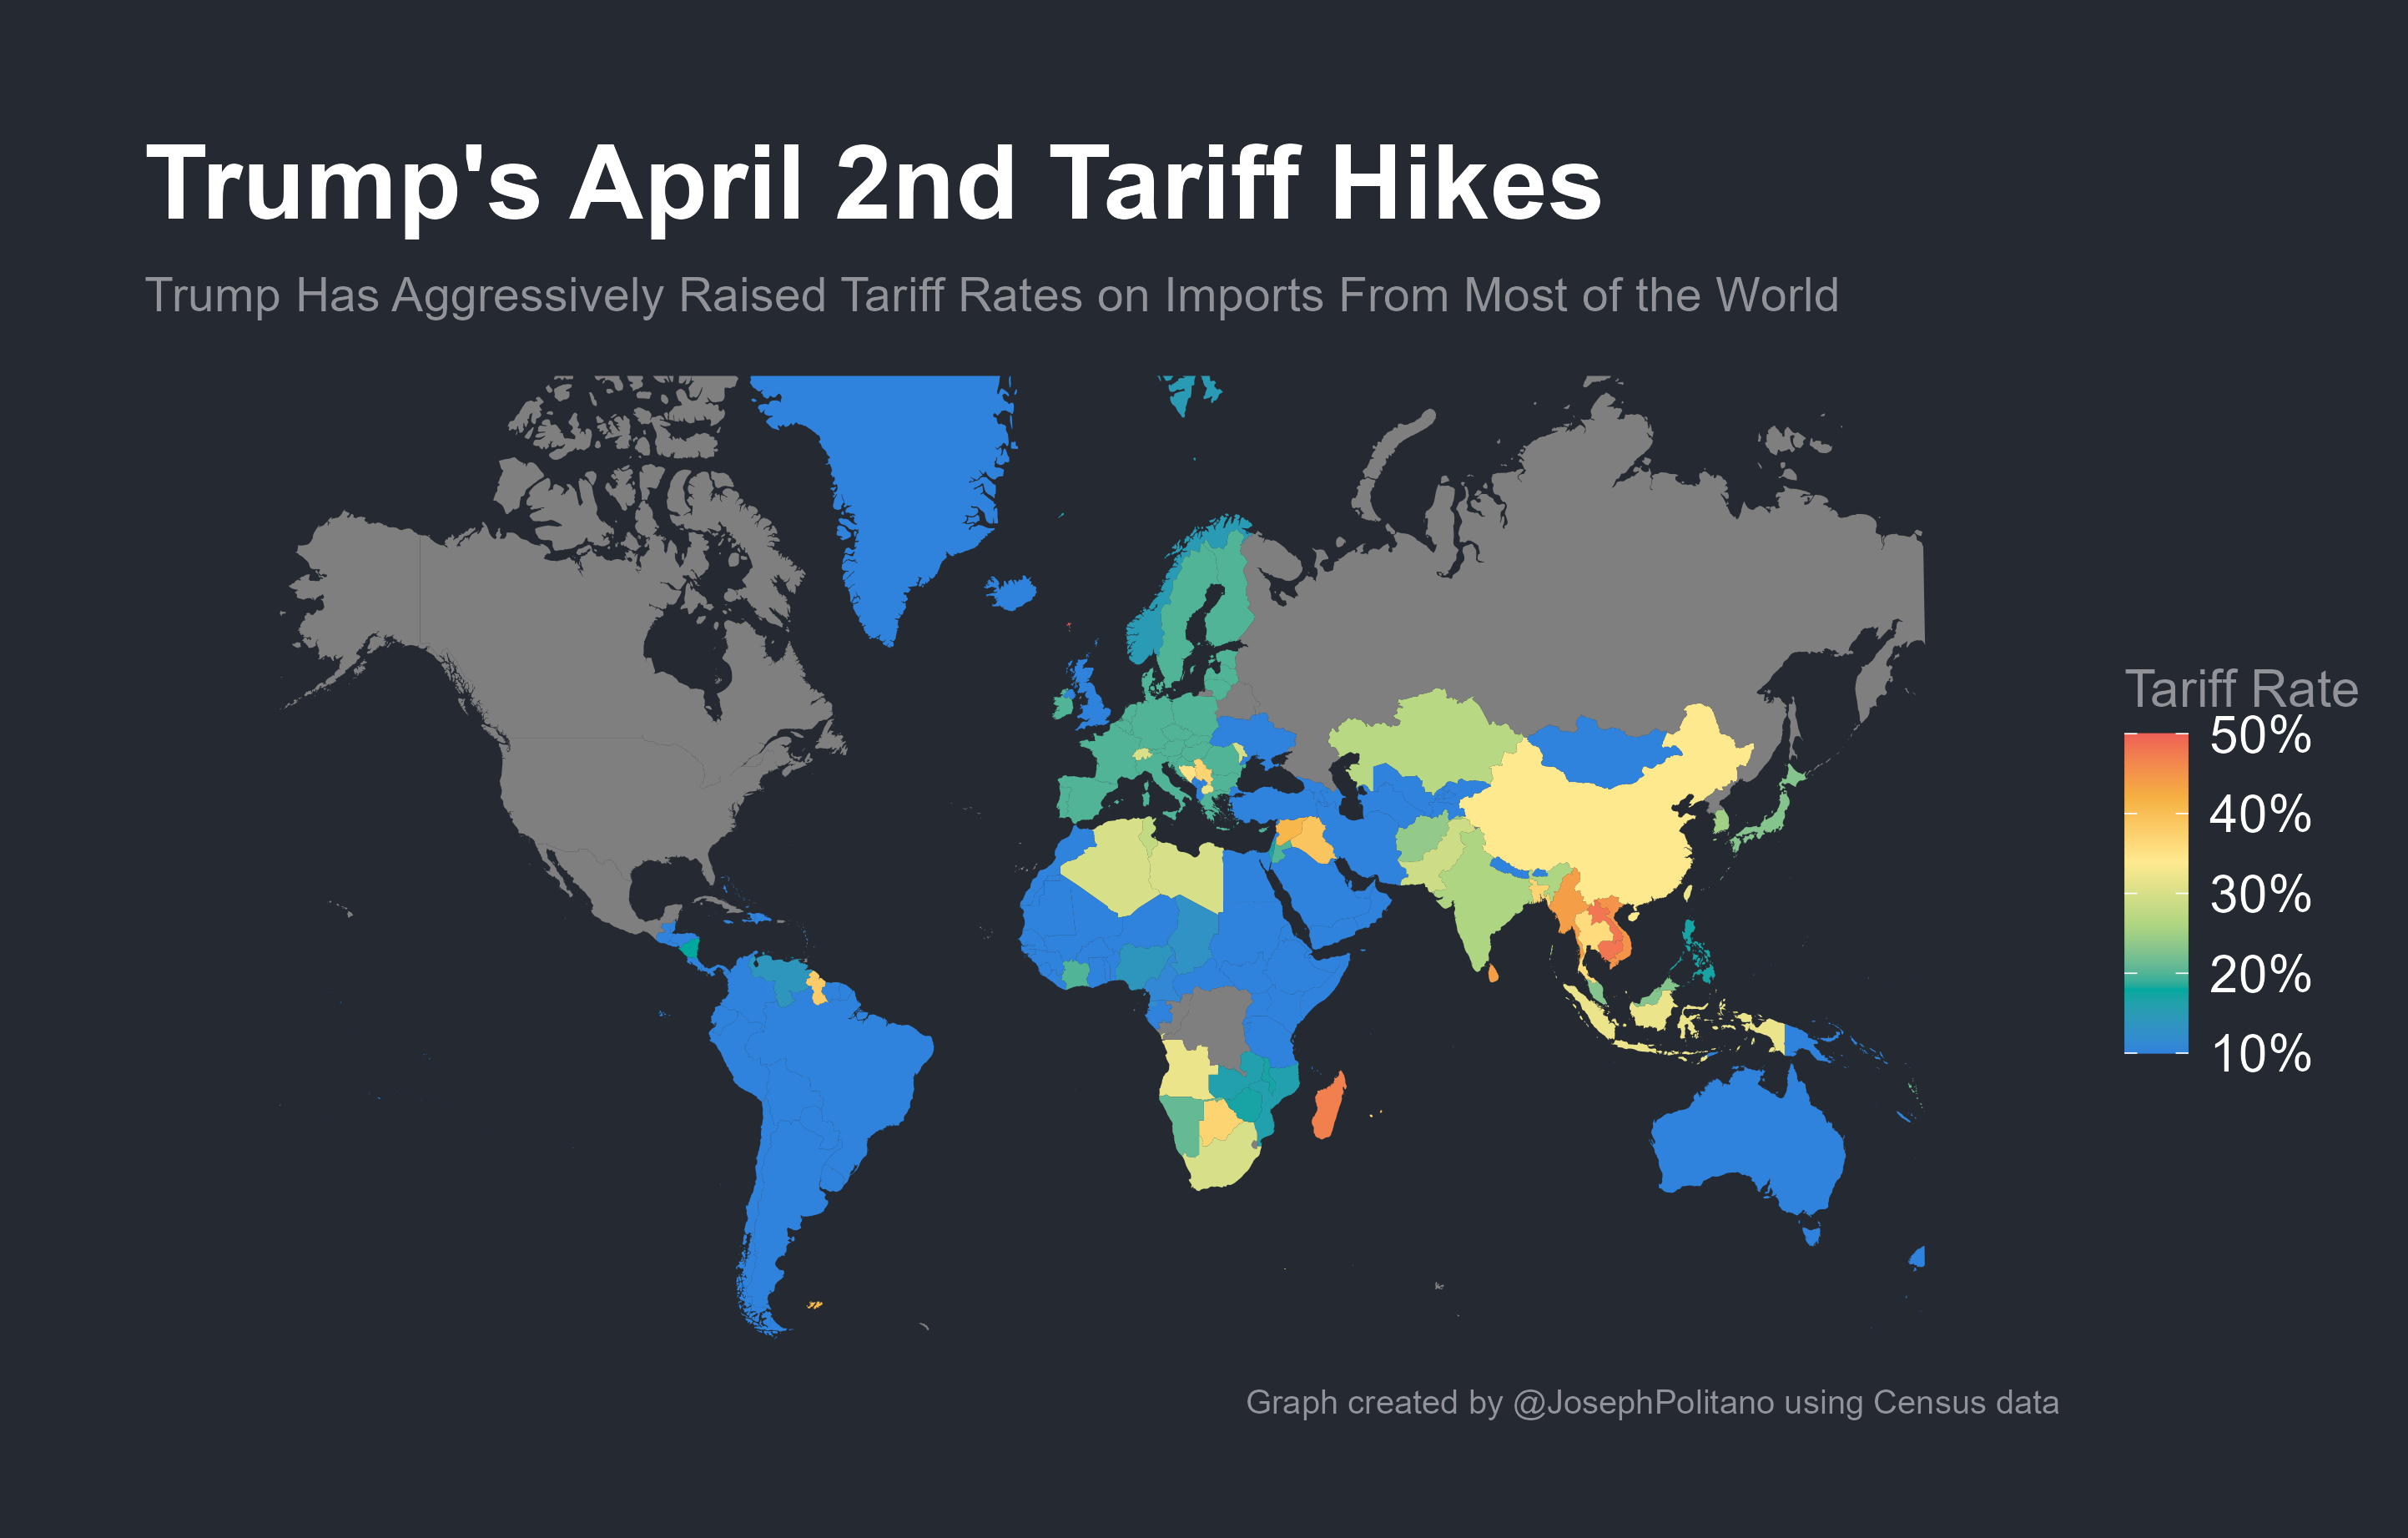 Trump's April 2nd Tariff Hikes
Trump Has Aggressively Raised Tariff Rates on Imports From Most of the World
Tariff Rate
50%
40%
30%
20%
10%
Graph created by @JosephPolitano using Census data